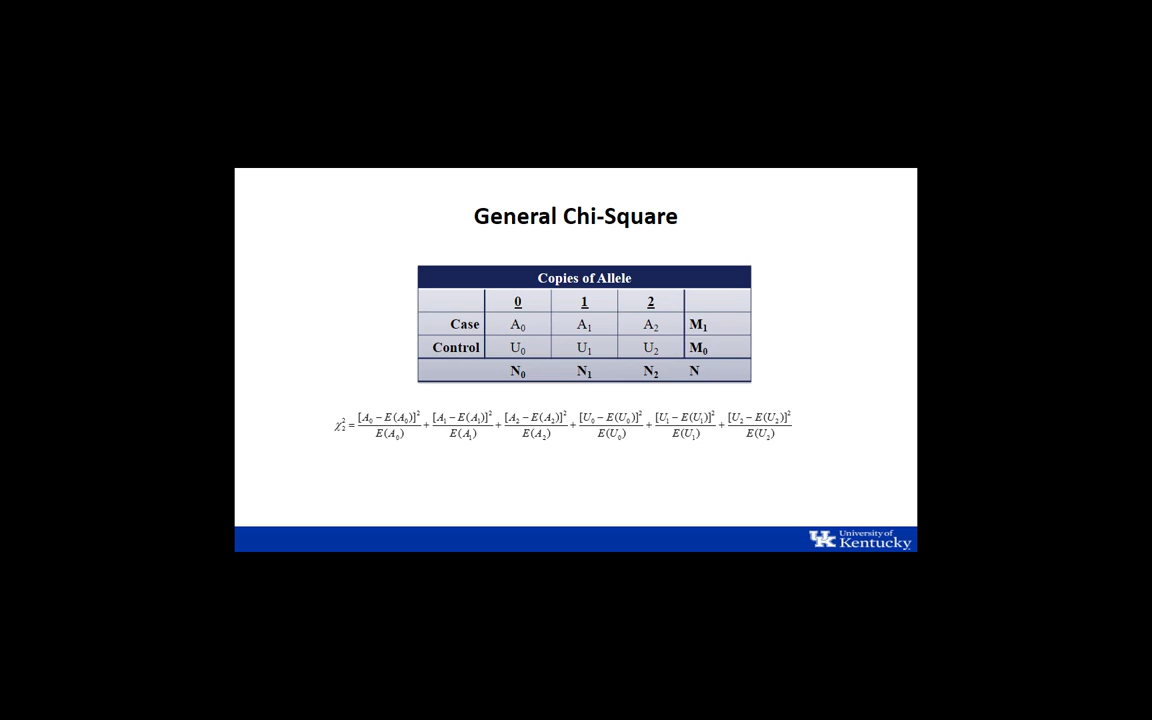 General Chi-Square
Copies of Allele
0 1 2
Case A₀ A₁ A₂ M₁
Control U₀ U₁ U₂ M₀
N₀ N₁ N₂ N
χ₂² = [A₀ − E(A₀)]²/E(A₀) + [A₁ − E(A₁)]²/E(A₁) + [A₂ − E(A₂)]²/E(A₂) + [U₀ − E(U₀)]²/E(U₀) + [U₁ − E(U₁)]²/E(U₁) + [U₂ − E(U₂)]²/E(U₂)
UK University of
Kentucky